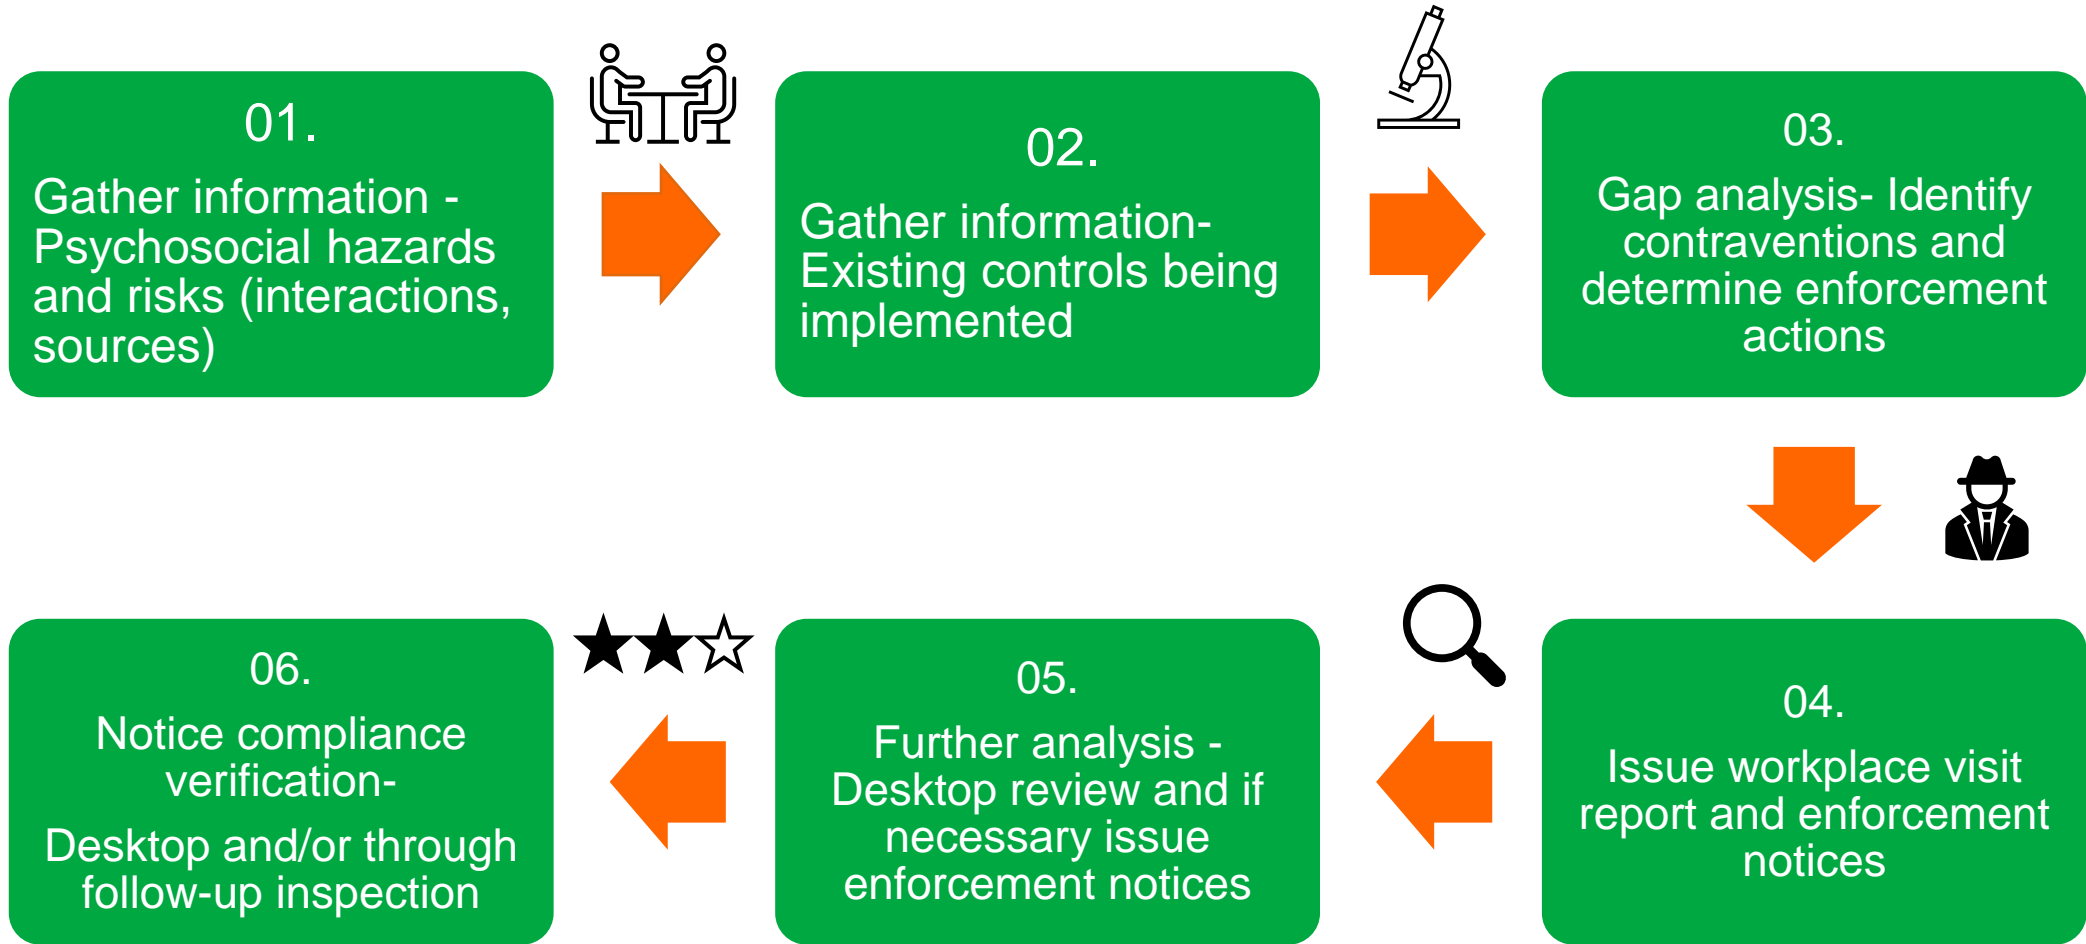 01.
Gather information -
Psychosocial hazards
and risks (interactions,
sources)
02.
Gather information-
Existing controls being
implemented
03.
Gap analysis- Identify
contraventions and
determine enforcement
actions
04.
Issue workplace visit
report and enforcement
notices
05.
Further analysis -
Desktop review and if
necessary issue
enforcement notices
06.
Notice compliance
verification-
Desktop and/or through
follow-up inspection